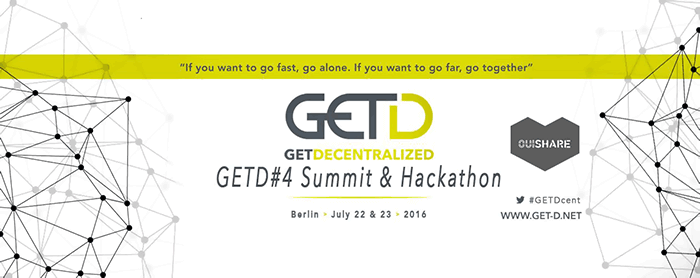 "If you want to go fast, go alone. If you want to go far, go together"
GETD
GETDECENTRALIZED
GETD#4 Summit & Hackathon
Berlin > July 22 & 23 > 2016
OUISHARE
#GETDcent
WWW.GET-D.NET